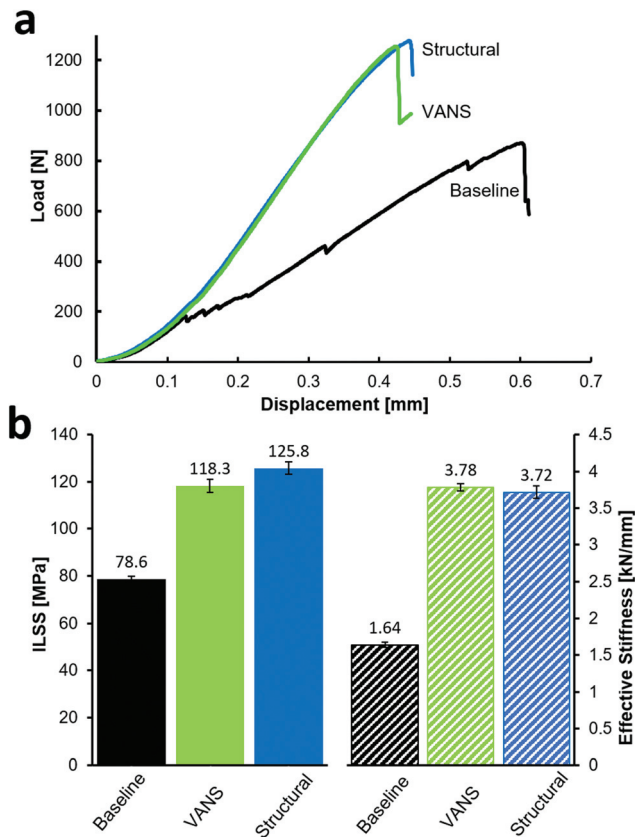 a
Load [N]
1200
1000
800
600
400
200
0
Structural
VANS
Baseline
0 0.1 0.2 0.3 0.4 0.5 0.6 0.7
Displacement [mm]
b
ILSS [MPa]
140
120
100
80
60
40
20
0
78.6
118.3
125.8
1.64
3.78
3.72
4.5
4
3.5
3
2.5
2
1.5
1
0.5
0
Effective Stiffness [kN/mm]
Baseline
VANS
Structural
Baseline
VANS
Structural